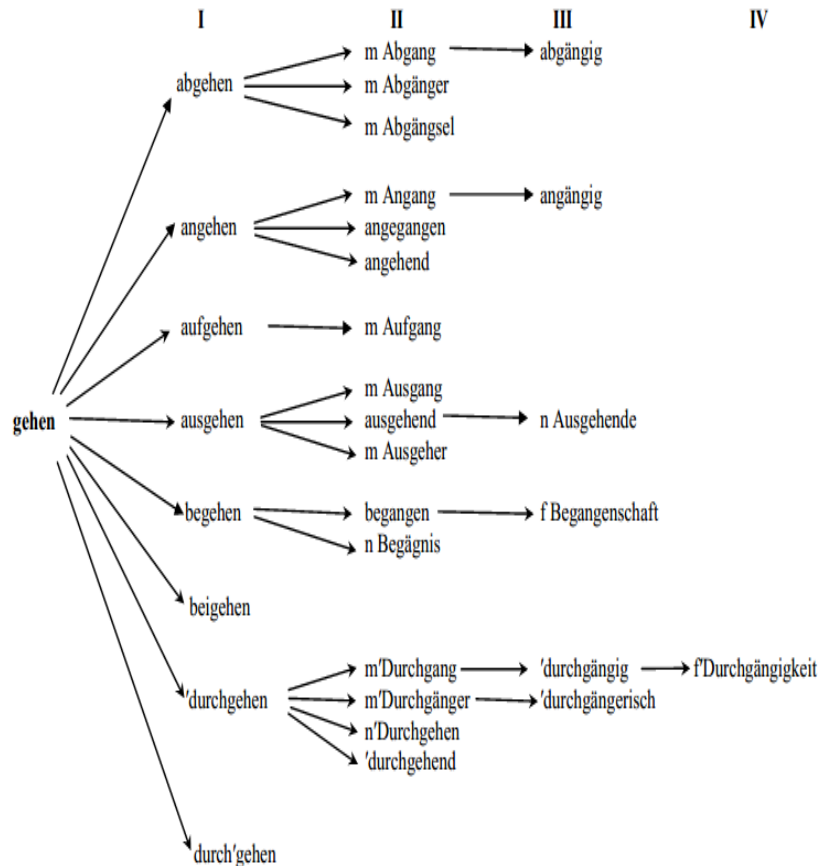 I II III IV
m Abgang abgängig
abgehen
m Abgänger
m Abgängsel
m Angang angängig
angehen angegangen
angehend
aufgehen m Aufgang
m Ausgang
gehen ausgehen ausgehend n Ausgehende
m Ausgeher
begehen begangen f Begangenschaft
n Begägnis
beigehen
m′Durchgang ′durchgängig f′Durchgängigkeit
′durchgehen m′Durchgänger ′durchgängerisch
n′Durchgehen
′durchgehend
durch′gehen